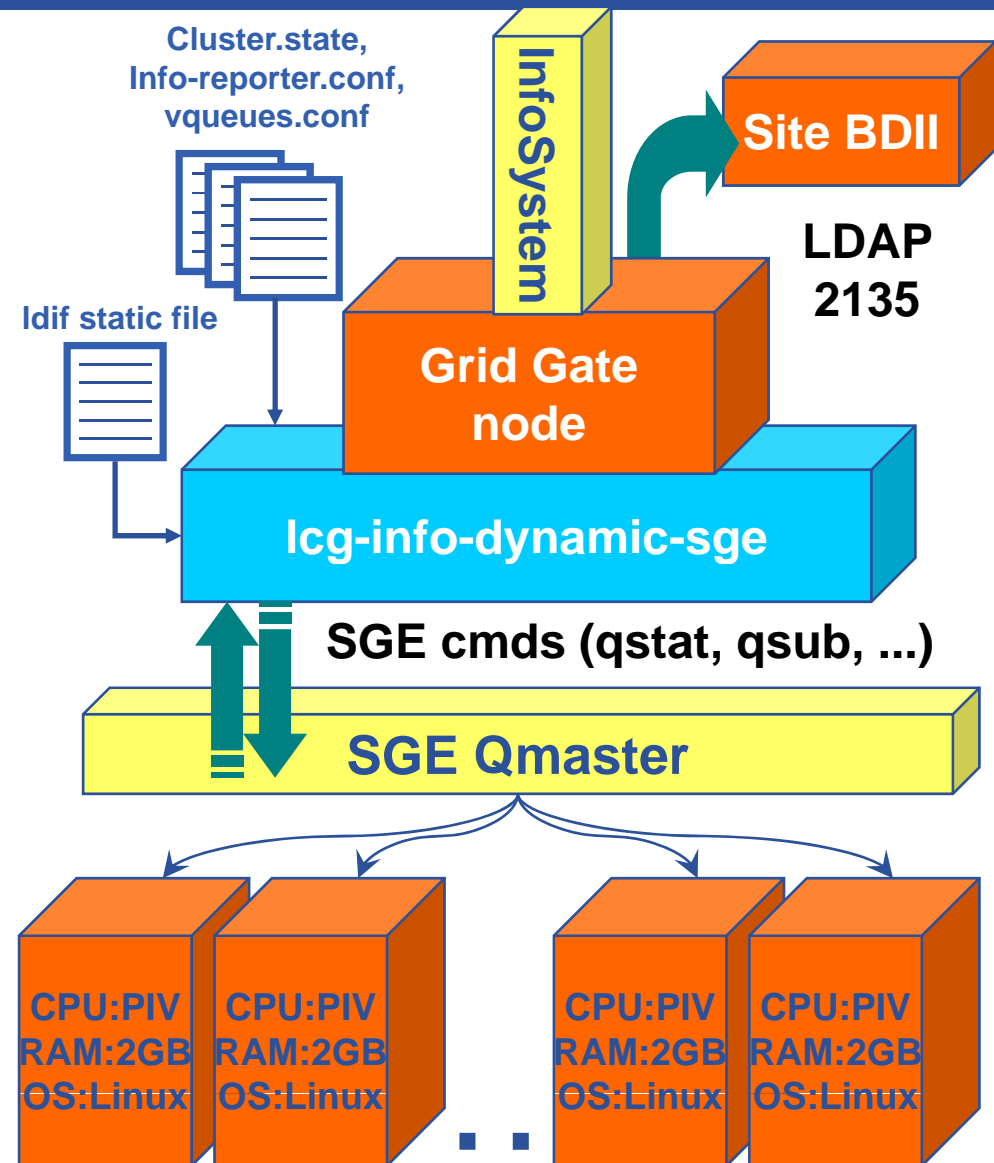 Cluster.state,
Info-reporter.conf,
vqueues.conf
InfoSystem
Site BDII
LDAP
2135
ldif static file
Grid Gate
node
lcg-info-dynamic-sge
SGE cmds (qstat, qsub, ...)
SGE Qmaster
CPU:PIV
RAM:2GB
OS:Linux
CPU:PIV
RAM:2GB
OS:Linux
. .
CPU:PIV
RAM:2GB
OS:Linux
CPU:PIV
RAM:2GB
OS:Linux